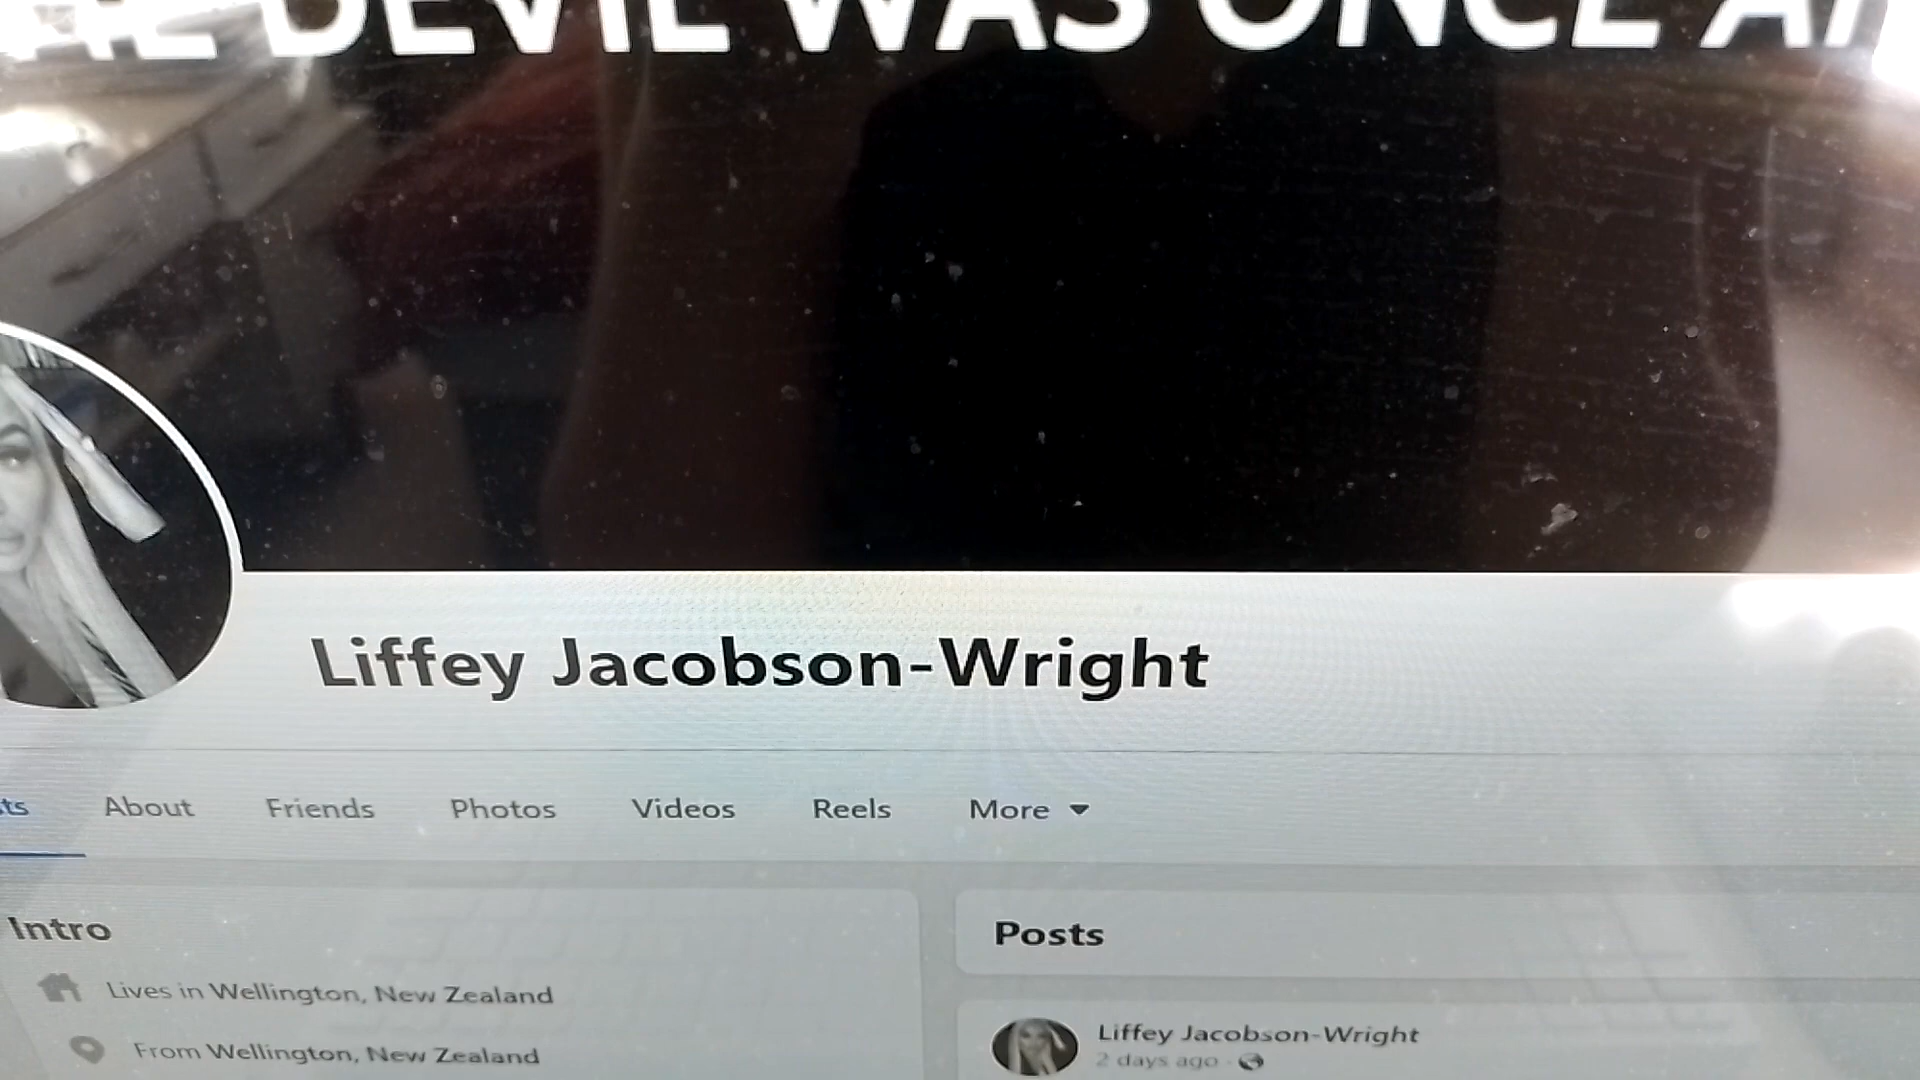 HE DEVIL WAS ONCE
Liffey Jacobson-Wright
About Friends Photos Videos Reels More
Intro
Lives in Wellington, New Zealand
From Wellington, New Zealand
Posts
Liffey Jacobson-Wright
2 days ago